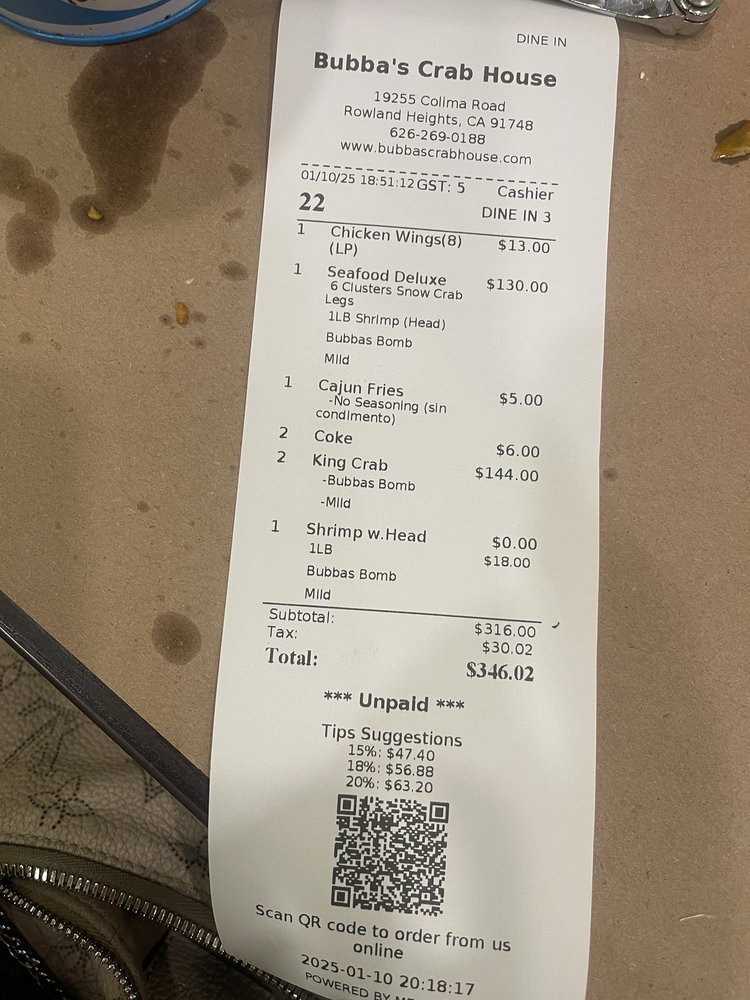 DINE IN
Bubba's Crab House
19255 Colima Road
Rowland Heights, CA 91748
626-269-0188
www.bubbascrabhouse.com
01/10/25 18:51:12 GST: 5 Cashier
22 DINE IN 3
1 Chicken Wings(8) $13.00
(LP)
1 Seafood Deluxe $130.00
6 Clusters Snow Crab
Legs
1LB Shrimp (Head)
Bubbas Bomb
Mild
1 Cajun Fries $5.00
-No Seasoning (sin
condimento)
2 Coke $6.00
2 King Crab $144.00
-Bubbas Bomb
-Mild
1 Shrimp w.Head $0.00
1LB $18.00
Bubbas Bomb
Mild
Subtotal: $316.00
Tax: $30.02
Total: $346.02
*** Unpaid ***
Tips Suggestions
15%: $47.40
18%: $56.88
20%: $63.20
Scan QR code to order from us
online
2025-01-10 20:18:17
POWERED BY